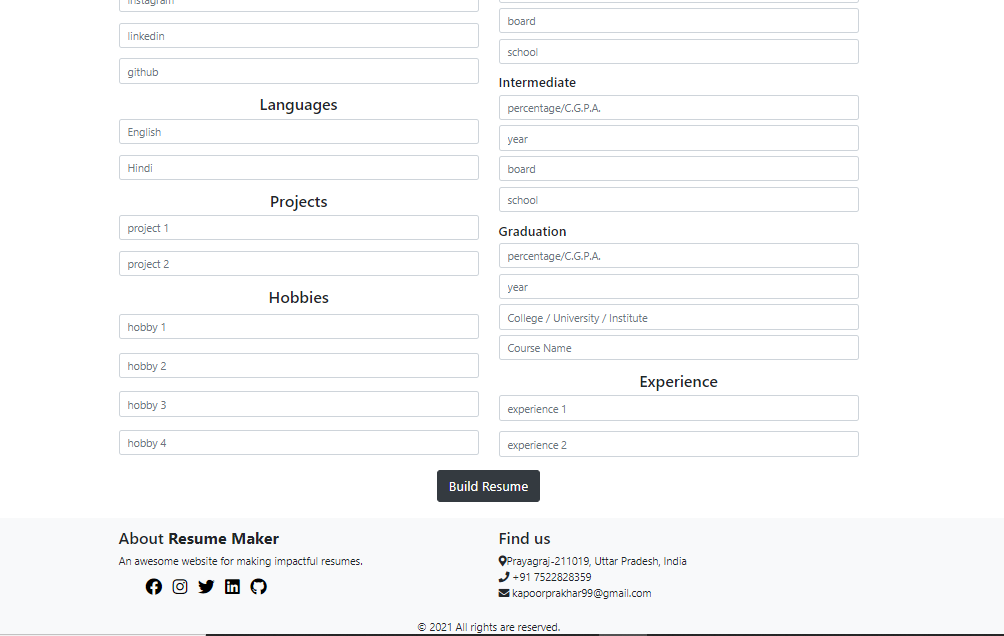 instagram
linkedin
github
Languages
English
Hindi
Projects
project 1
project 2
Hobbies
hobby 1
hobby 2
hobby 3
hobby 4
board
school
Intermediate
percentage/C.G.P.A.
year
board
school
Graduation
percentage/C.G.P.A.
year
College / University / Institute
Course Name
Experience
experience 1
experience 2
Build Resume
About Resume Maker
An awesome website for making impactful resumes.
Find us
Prayagraj-211019, Uttar Pradesh, India
+91 7522828359
kapoorprakhar99@gmail.com
© 2021 All rights are reserved.